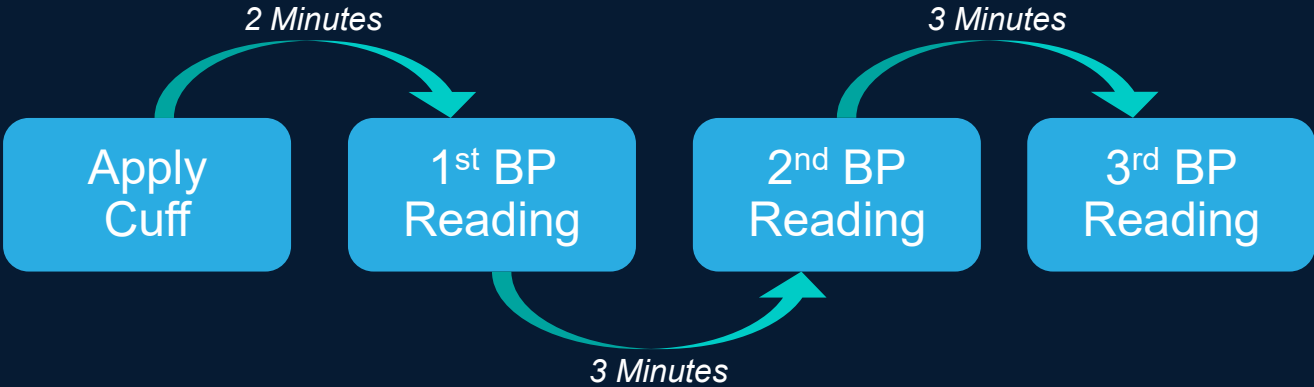 2 Minutes
3 Minutes
Apply
Cuff
1st BP
Reading
2nd BP
Reading
3rd BP
Reading
3 Minutes